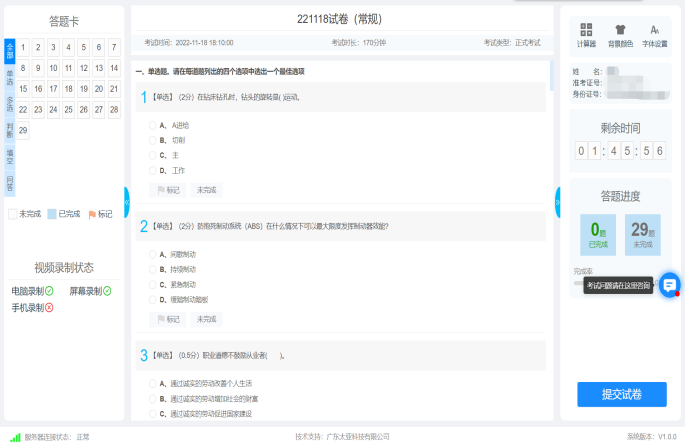 答题卡
全部
单选
多选
判断
填空
问答
1 2 3 4 5 6 7
8 9 10 11 12 13 14
15 16 17 18 19 20 21
22 23 24 25 26 27 28
29
未完成 已完成 标记
视频录制状态
电脑录制 屏幕录制
手机录制
221118试卷（常规）
考试时间：2022-11-18 18:10:00 考试时长：170分钟 考试类型：正式考试
一、单选题。请在每道题列出的四个选项中选出一个最佳选项
1 【单选】（2分）在钻床钻孔时，钻头的旋转是( )运动。
A、 A进给
B、 切削
C、 主
D、 工作
标记 未完成
2 【单选】（2分）防抱死制动系统（ABS）在什么情况下可以最大限度发挥制动器效能?
A、 间歇制动
B、 持续制动
C、 紧急制动
D、 缓踏制动踏板
标记 未完成
3 【单选】（0.5分）职业道德不鼓励从业者( )。
A、 通过诚实的劳动改善个人生活
B、 通过诚实的劳动增加社会的财富
C、 通过诚实的劳动促进国家建设
计算器 背景颜色 字体设置
姓 名：
准考证号：
身份证号：
剩余时间
01:45:56
答题进度
0题 29题
已完成 未完成
完成率
考试问题请在这里咨询
提交试卷
服务器连接状态： 正常 技术支持：广东太亚科技有限公司 系统版本：V1.0.0